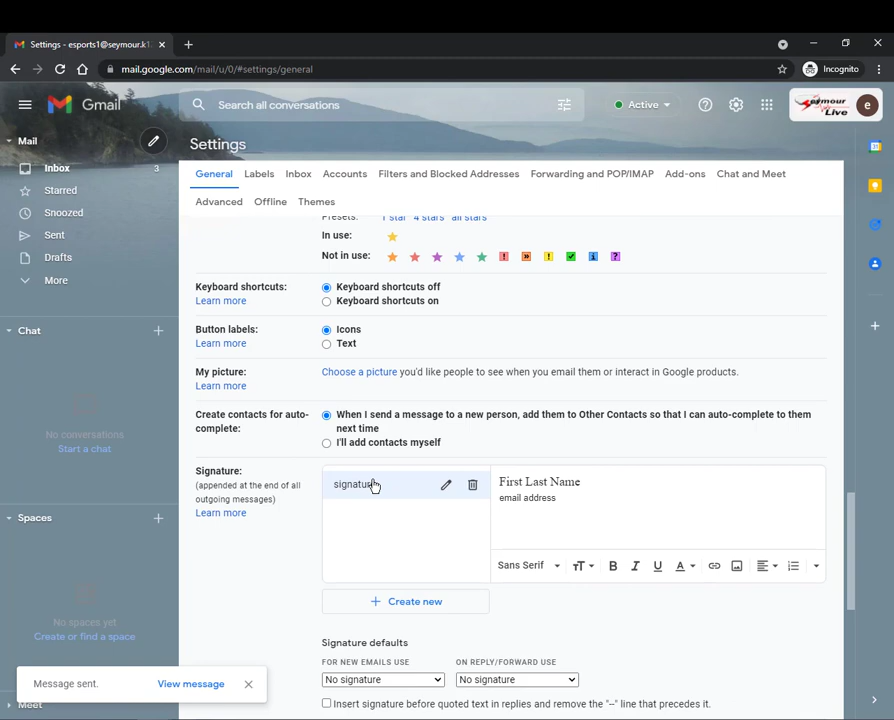 Settings - esports1@seymour.k1
mail.google.com/mail/u/0/#settings/general
Incognito
Gmail
Search all conversations
Active
Seymour
Live
e
Mail
Settings
General Labels Inbox Accounts Filters and Blocked Addresses Forwarding and POP/IMAP Add-ons Chat and Meet
Advanced Offline Themes
Inbox 3
Starred
Snoozed
Sent
Drafts
More
Chat
No conversations
Start a chat
Spaces
No spaces yet
Create or find a space
Meet
Presets: 1 star 4 stars all stars
In use:
Not in use:
Keyboard shortcuts:
Learn more
Keyboard shortcuts off
Keyboard shortcuts on
Button labels:
Learn more
Icons
Text
My picture:
Learn more
Choose a picture you'd like people to see when you email them or interact in Google products.
Create contacts for auto-
complete:
When I send a message to a new person, add them to Other Contacts so that I can auto-complete to them
next time
I'll add contacts myself
Signature:
(appended at the end of all
outgoing messages)
Learn more
signature
First Last Name
email address
Sans Serif
Create new
Signature defaults
FOR NEW EMAILS USE ON REPLY/FORWARD USE
No signature No signature
Insert signature before quoted text in replies and remove the "--" line that precedes it.
Message sent. View message